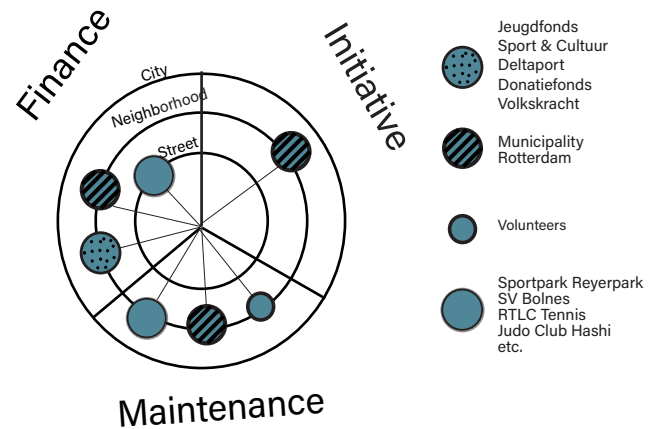 Finance
Initiative
City
Neighborhood
Street
Maintenance
Jeugdfonds
Sport & Cultuur
Deltaport
Donatiefonds
Volkskracht
Municipality
Rotterdam
Volunteers
Sportpark Reyerpark
SV Bolnes
RTLC Tennis
Judo Club Hashi
etc.